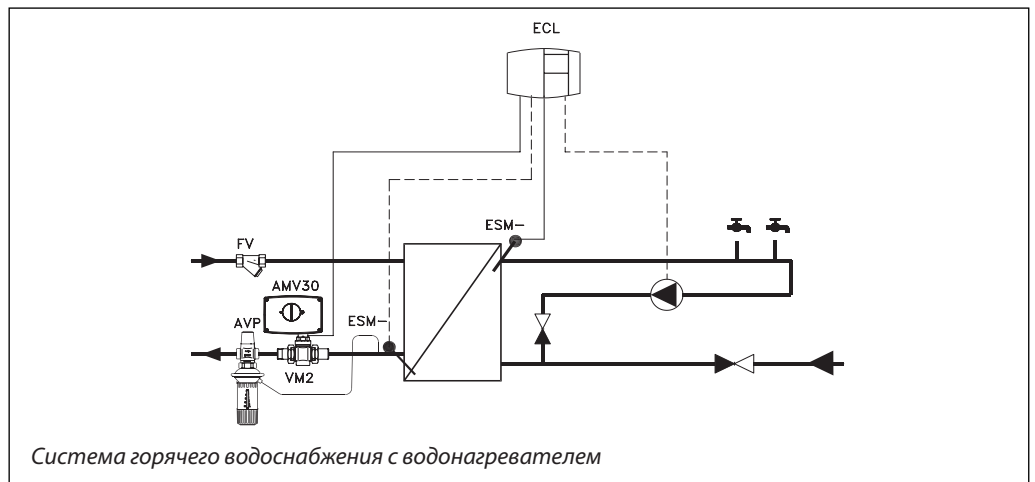 ECL
ESM-
FV
AMV30
AVP
ESM-
VM2
Система горячего водоснабжения с водонагревателем